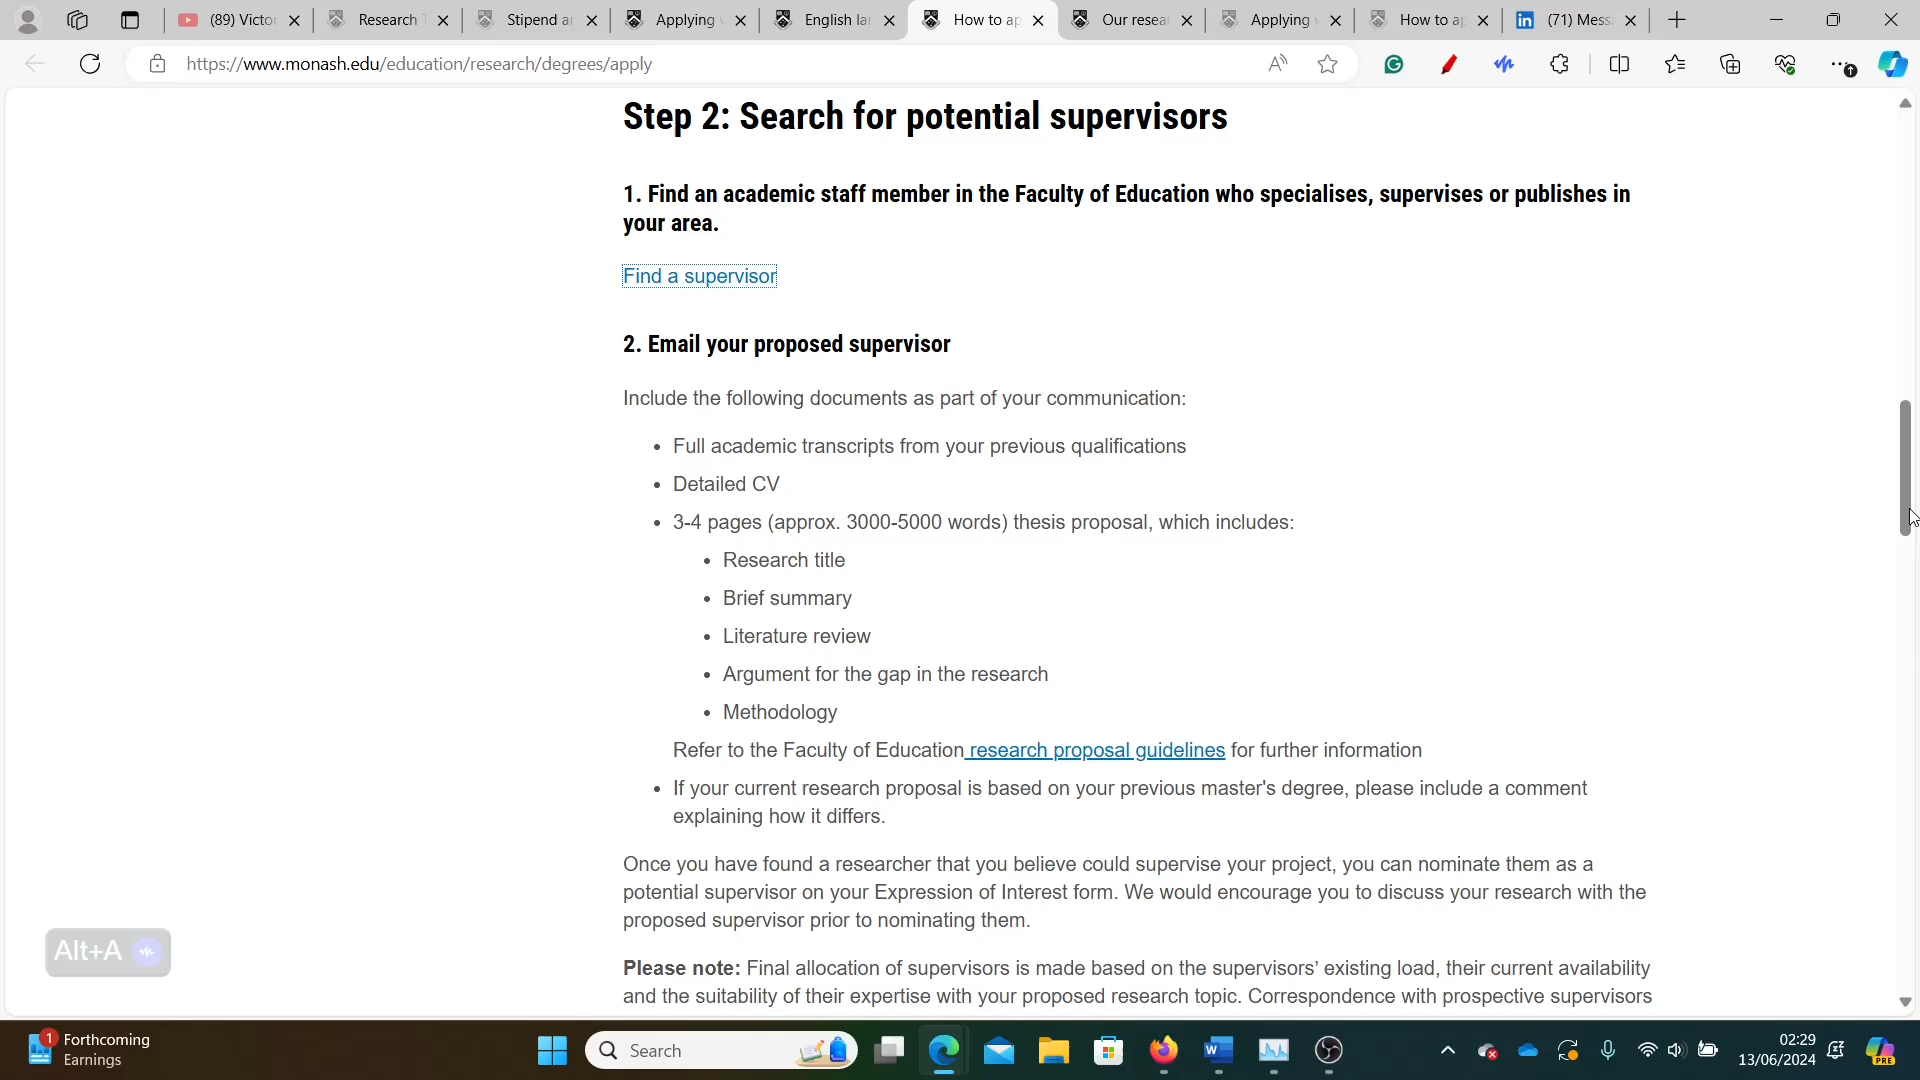 (89) Victor
Research T
Stipend an
Applying
English la
How to ap
Our resea
Applying
How to ap
(71) Mess
https://www.monash.edu/education/research/degrees/apply
Step 2: Search for potential supervisors
1. Find an academic staff member in the Faculty of Education who specialises, supervises or publishes in
your area.
Find a supervisor
2. Email your proposed supervisor
Include the following documents as part of your communication:
• Full academic transcripts from your previous qualifications
• Detailed CV
• 3-4 pages (approx. 3000-5000 words) thesis proposal, which includes:
• Research title
• Brief summary
• Literature review
• Argument for the gap in the research
• Methodology
Refer to the Faculty of Education research proposal guidelines for further information
• If your current research proposal is based on your previous master's degree, please include a comment
explaining how it differs.
Once you have found a researcher that you believe could supervise your project, you can nominate them as a
potential supervisor on your Expression of Interest form. We would encourage you to discuss your research with the
proposed supervisor prior to nominating them.
Alt+A
Please note: Final allocation of supervisors is made based on the supervisors' existing load, their current availability
and the suitability of their expertise with your proposed research topic. Correspondence with prospective supervisors
1
Forthcoming
Earnings
Search
02:29
13/06/2024
PRE